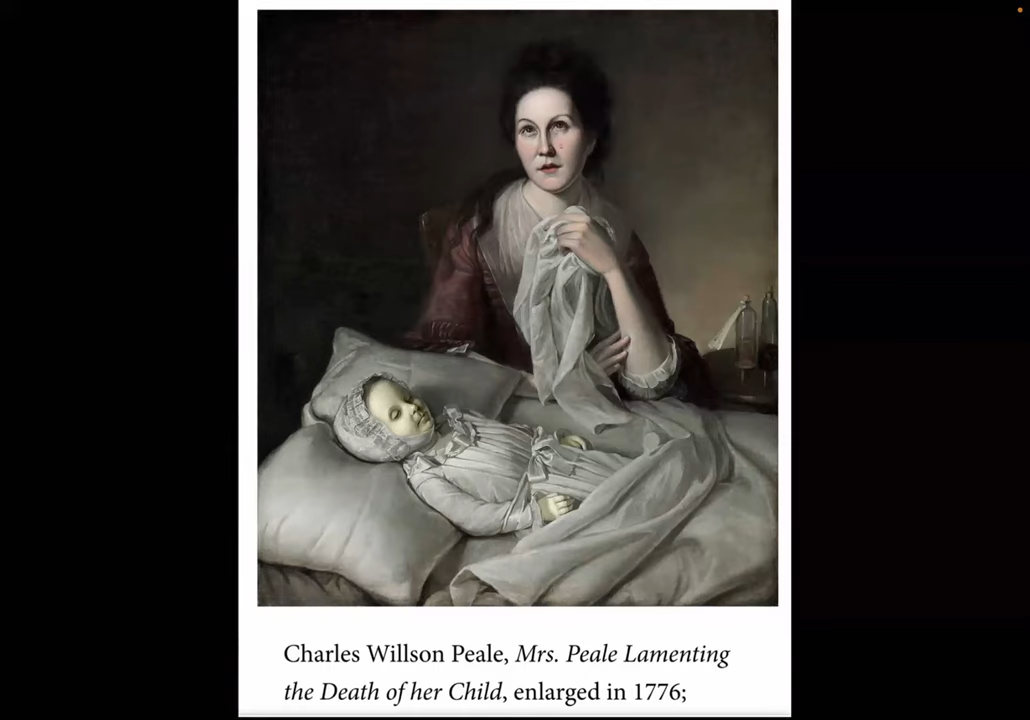 Charles Willson Peale, Mrs. Peale Lamenting
the Death of her Child, enlarged in 1776;